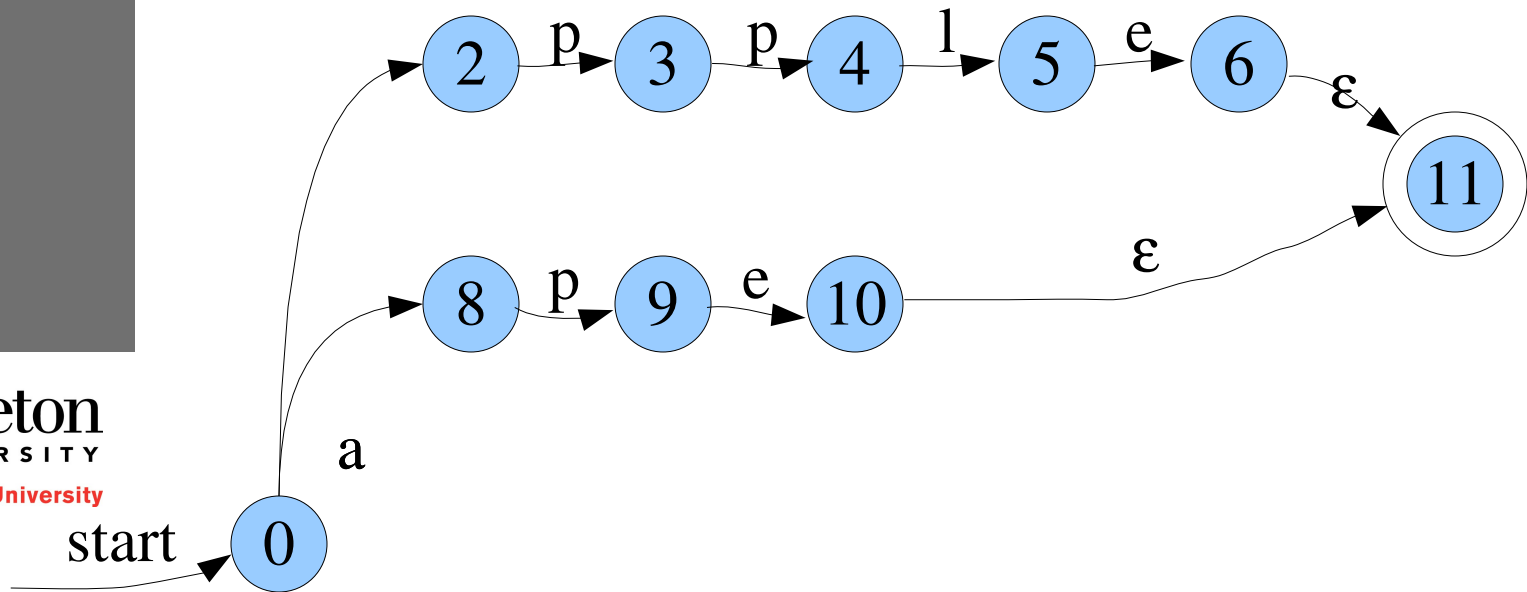 2 p 3 p 4 l 5 e 6 ε
11
8 p 9 e 10 ε
a
eton
RSITY
University
start 0